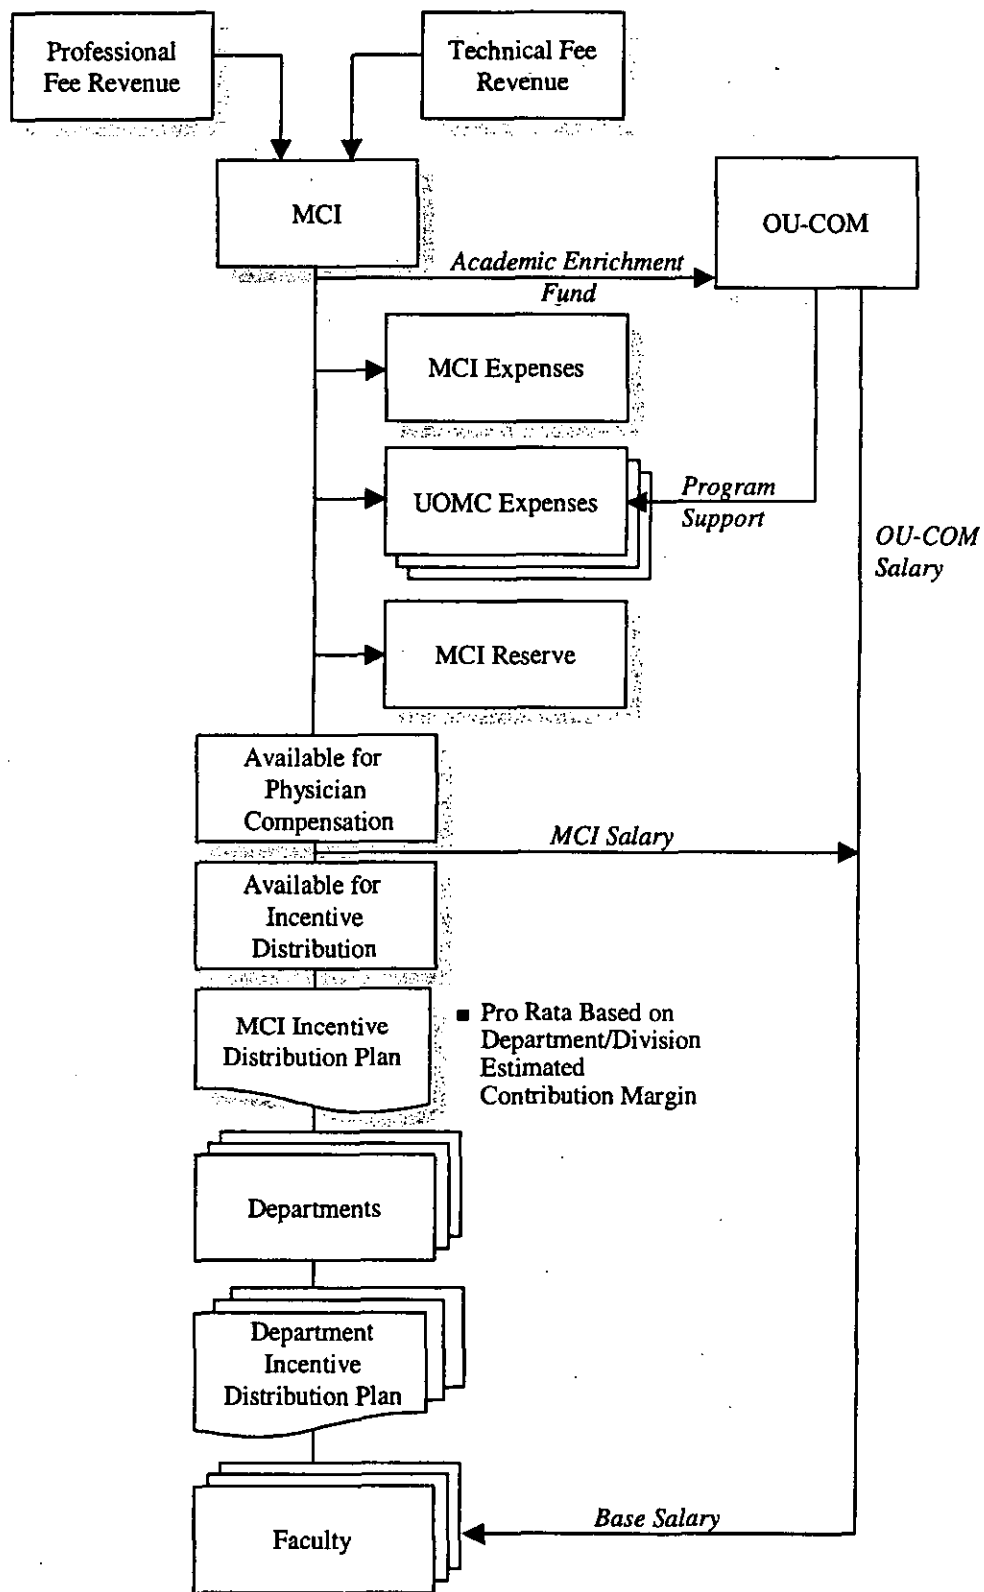 Professional
Fee Revenue
Technical Fee
Revenue
MCI
OU-COM
Academic Enrichment
Fund
MCI Expenses
UOMC Expenses
Program
Support
OU-COM
Salary
MCI Reserve
Available for
Physician
Compensation
MCI Salary
Available for
Incentive
Distribution
MCI Incentive
Distribution Plan
■ Pro Rata Based on
Department/Division
Estimated
Contribution Margin
Departments
Department
Incentive
Distribution Plan
Base Salary
Faculty